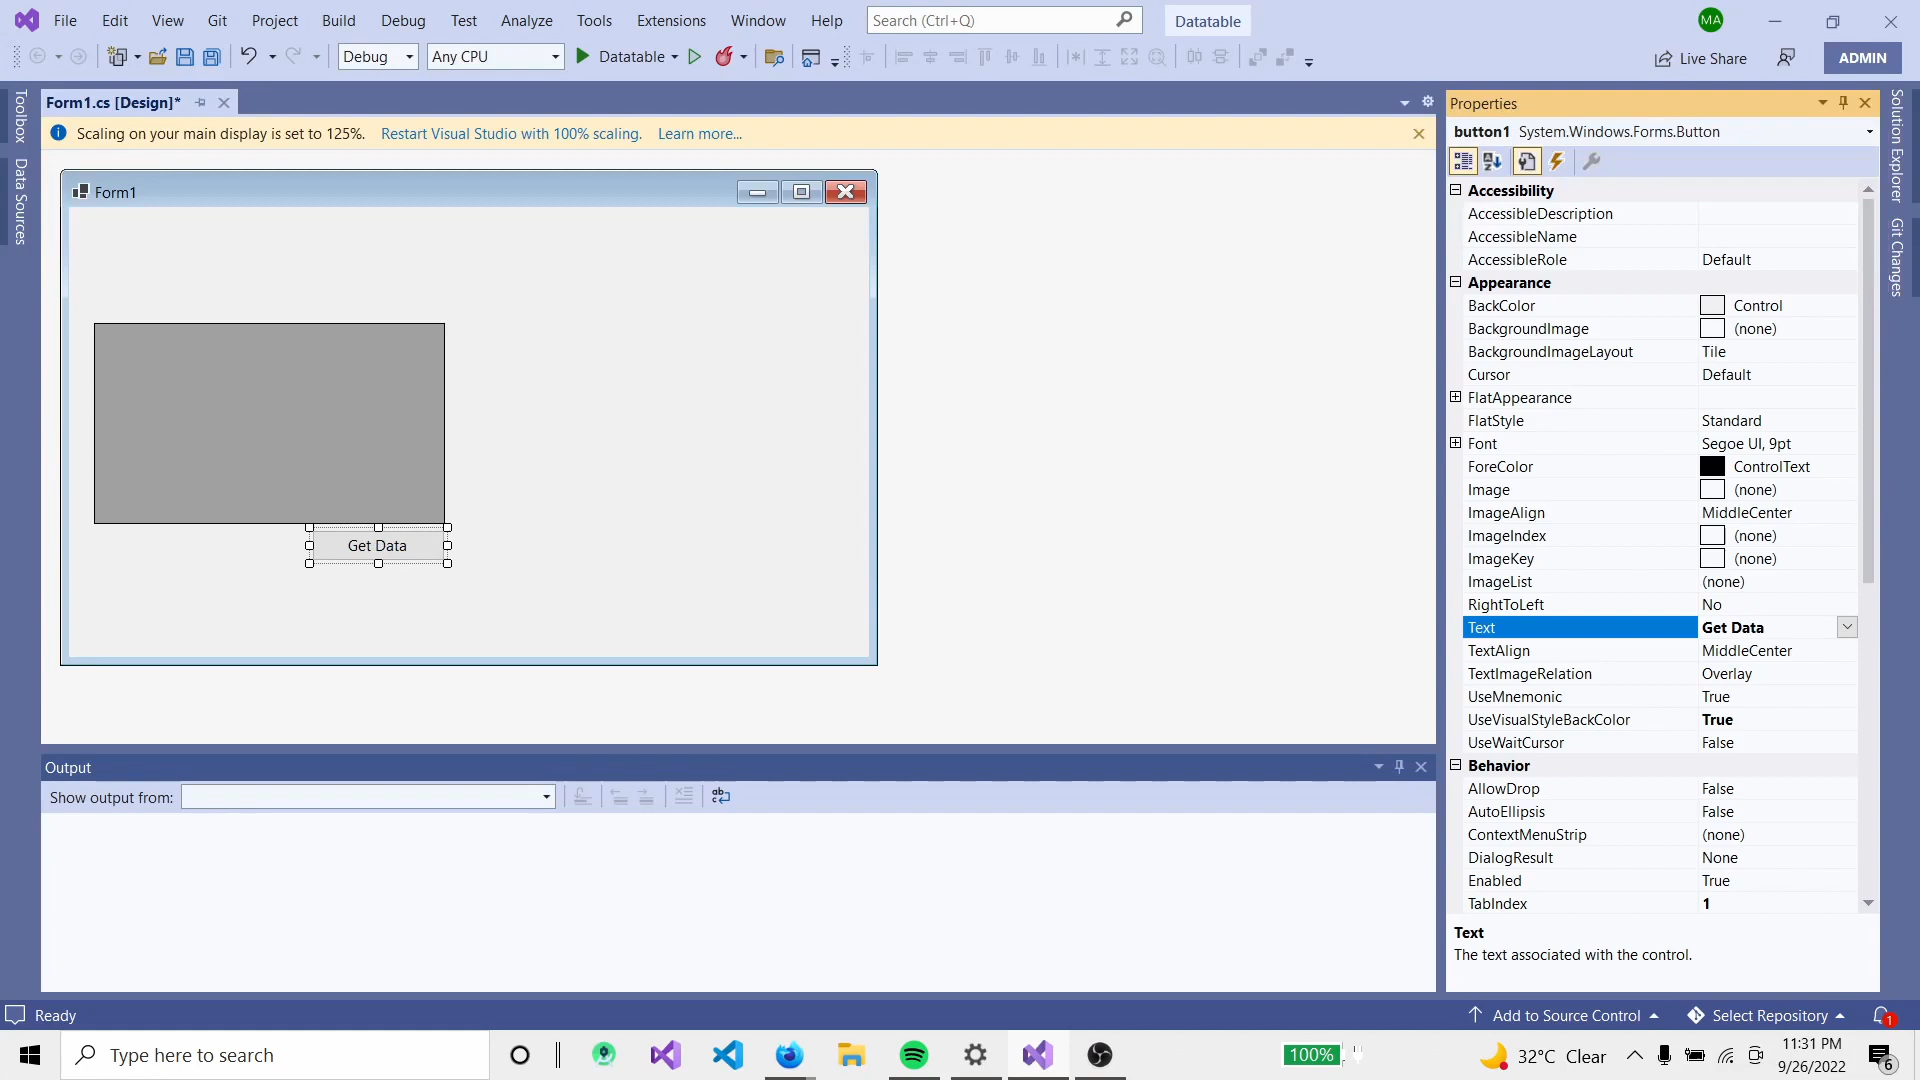 File Edit View Git Project Build Debug Test Analyze Tools Extensions Window Help Search (Ctrl+Q) Datatable MA
Debug Any CPU Datatable Live Share ADMIN
Toolbox
Data Sources
Form1.cs [Design]*
Scaling on your main display is set to 125%. Restart Visual Studio with 100% scaling. Learn more...
Form1
Get Data
Output
Show output from:
Properties
button1 System.Windows.Forms.Button
Accessibility
AccessibleDescription
AccessibleName
AccessibleRole Default
Appearance
BackColor Control
BackgroundImage (none)
BackgroundImageLayout Tile
Cursor Default
FlatAppearance
FlatStyle Standard
Font Segoe UI, 9pt
ForeColor ControlText
Image (none)
ImageAlign MiddleCenter
ImageIndex (none)
ImageKey (none)
ImageList (none)
RightToLeft No
Text Get Data
TextAlign MiddleCenter
TextImageRelation Overlay
UseMnemonic True
UseVisualStyleBackColor True
UseWaitCursor False
Behavior
AllowDrop False
AutoEllipsis False
ContextMenuStrip (none)
DialogResult None
Enabled True
TabIndex 1
Text
The text associated with the control.
Solution Explorer
Git Changes
Ready Add to Source Control Select Repository 1
Type here to search 100% 32°C Clear 11:31 PM
9/26/2022 6